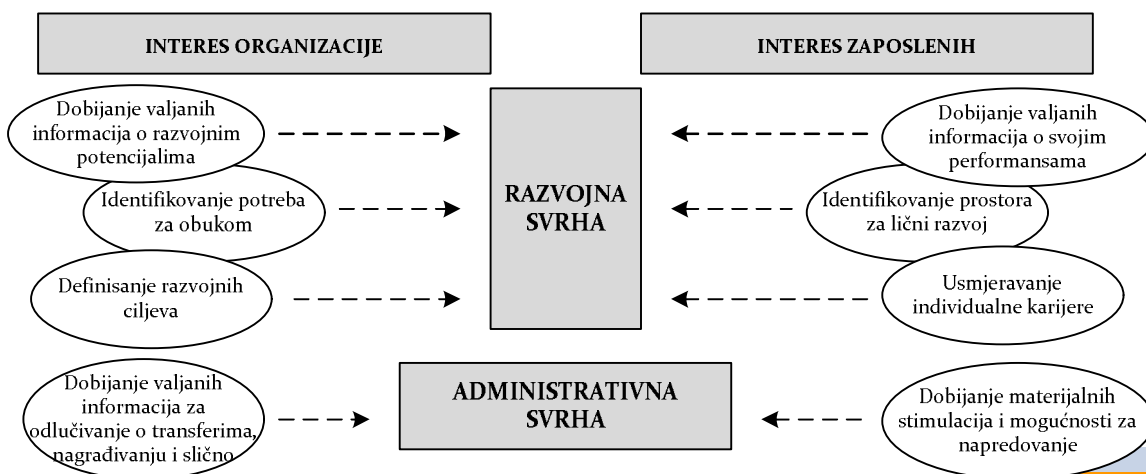 INTERES ORGANIZACIJE
INTERES ZAPOSLENIH
Dobijanje valjanih
informacija o razvojnim
potencijalima
Identifikovanje potreba
za obukom
Definisanje razvojnih
ciljeva
RAZVOJNA
SVRHA
Dobijanje valjanih
informacija o svojim
performansama
Identifikovanje prostora
za lični razvoj
Usmjeravanje
individualne karijere
Dobijanje valjanih
informacija za
odlučivanje o transferima,
nagrađivanju i slično
ADMINISTRATIVNA
SVRHA
Dobijanje materijalnih
stimulacija i mogućnosti za
napredovanje